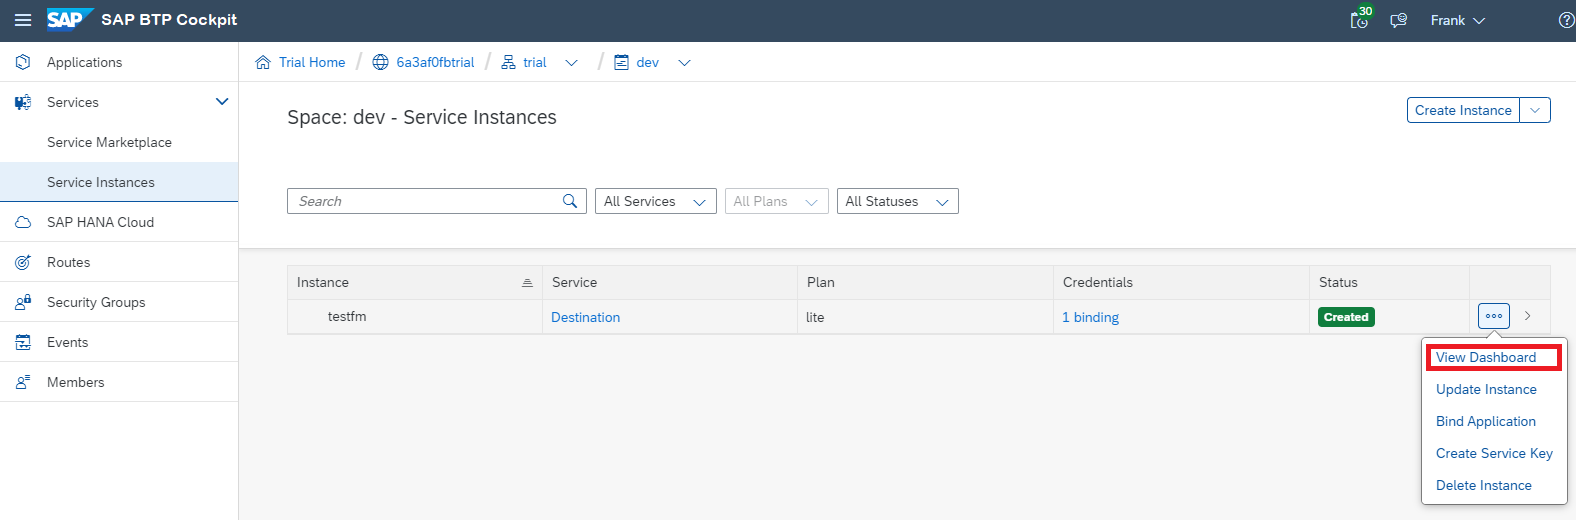 SAP SAP BTP Cockpit 30 Frank
Applications
Services
Service Marketplace
Service Instances
SAP HANA Cloud
Routes
Security Groups
Events
Members
Trial Home / 6a3af0fbtrial / trial / dev
Space: dev - Service Instances
Create Instance
Search All Services All Plans All Statuses
Instance Service Plan Credentials Status
testfm Destination lite 1 binding Created
View Dashboard
Update Instance
Bind Application
Create Service Key
Delete Instance